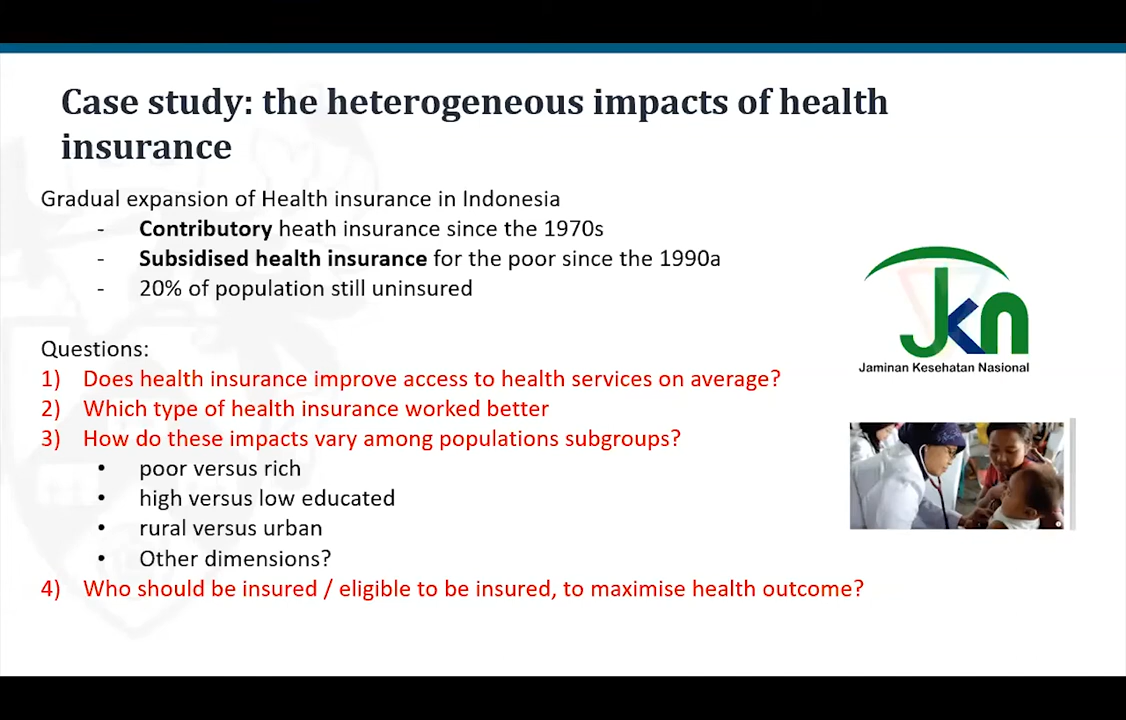 Case study: the heterogeneous impacts of health
insurance
Gradual expansion of Health insurance in Indonesia
- Contributory heath insurance since the 1970s
- Subsidised health insurance for the poor since the 1990a
- 20% of population still uninsured
Jkn
Jaminan Kesehatan Nasional
Questions:
1) Does health insurance improve access to health services on average?
2) Which type of health insurance worked better
3) How do these impacts vary among populations subgroups?
• poor versus rich
• high versus low educated
• rural versus urban
• Other dimensions?
4) Who should be insured / eligible to be insured, to maximise health outcome?